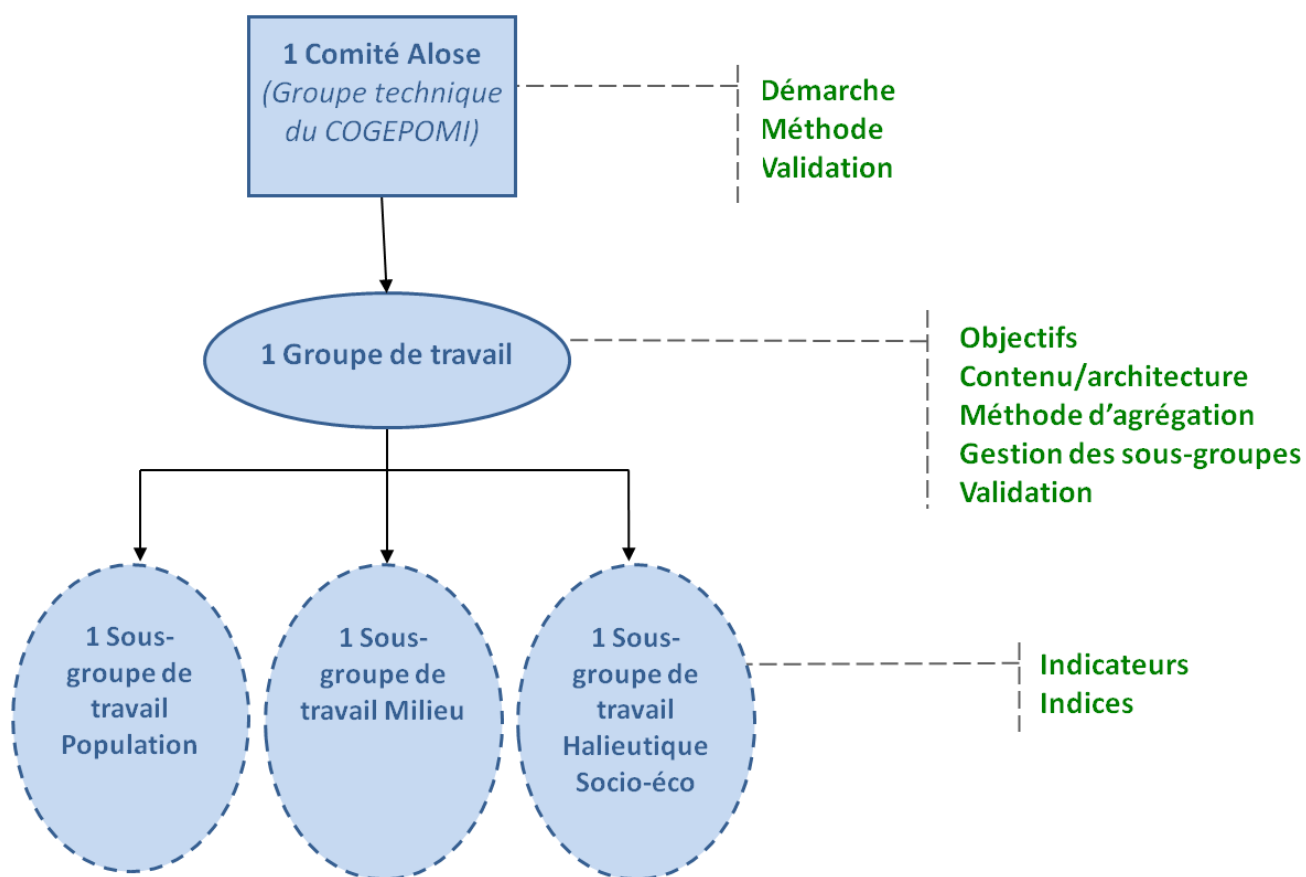 1 Comité Alose
(Groupe technique
du COGEPOMI)
Démarche
Méthode
Validation
1 Groupe de travail
Objectifs
Contenu/architecture
Méthode d'agrégation
Gestion des sous-groupes
Validation
1 Sous-
groupe de
travail
Population
1 Sous-
groupe de
travail Milieu
1 Sous-
groupe de
travail
Halieutique
Socio-éco
Indicateurs
Indices